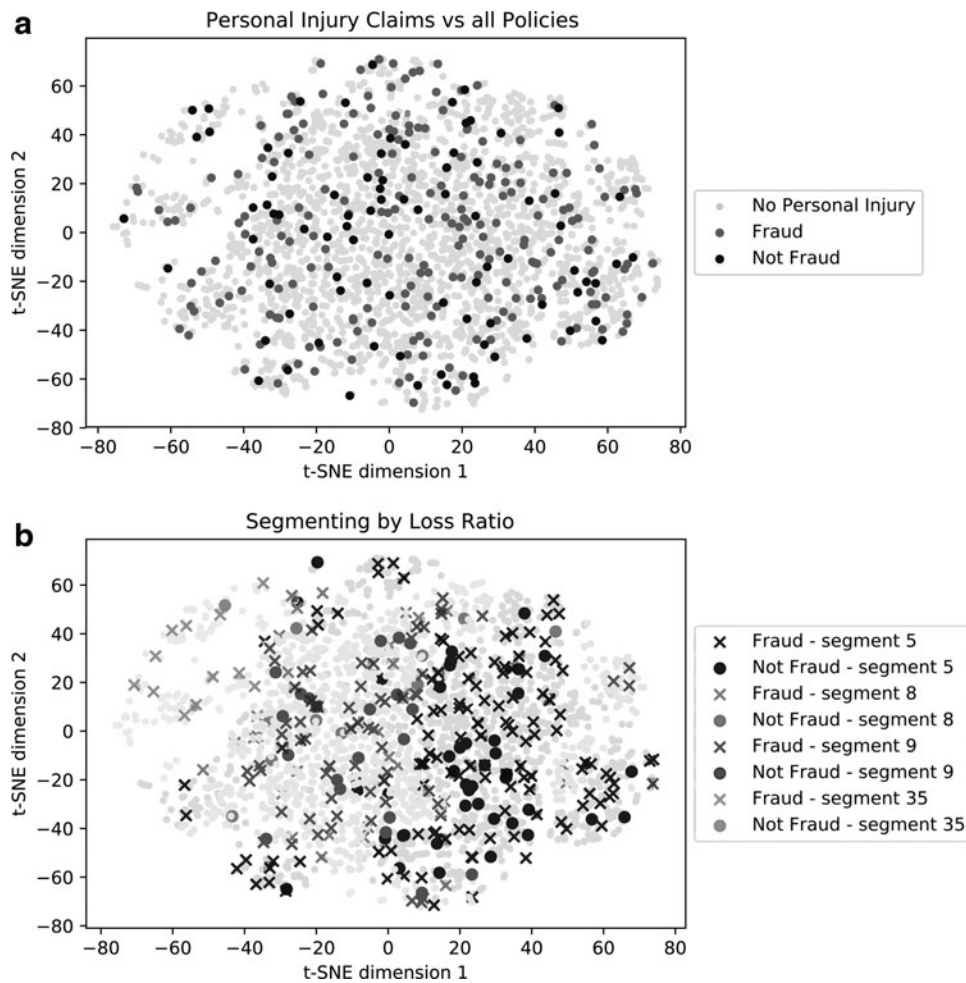 a
Personal Injury Claims vs all Policies
60
40
20
0
−20
−40
−60
−80
t-SNE dimension 2
−80 −60 −40 −20 0 20 40 60 80
t-SNE dimension 1
No Personal Injury
Fraud
Not Fraud
b
Segmenting by Loss Ratio
60
40
20
0
−20
−40
−60
−80
t-SNE dimension 2
−80 −60 −40 −20 0 20 40 60 80
t-SNE dimension 1
Fraud - segment 5
Not Fraud - segment 5
Fraud - segment 8
Not Fraud - segment 8
Fraud - segment 9
Not Fraud - segment 9
Fraud - segment 35
Not Fraud - segment 35